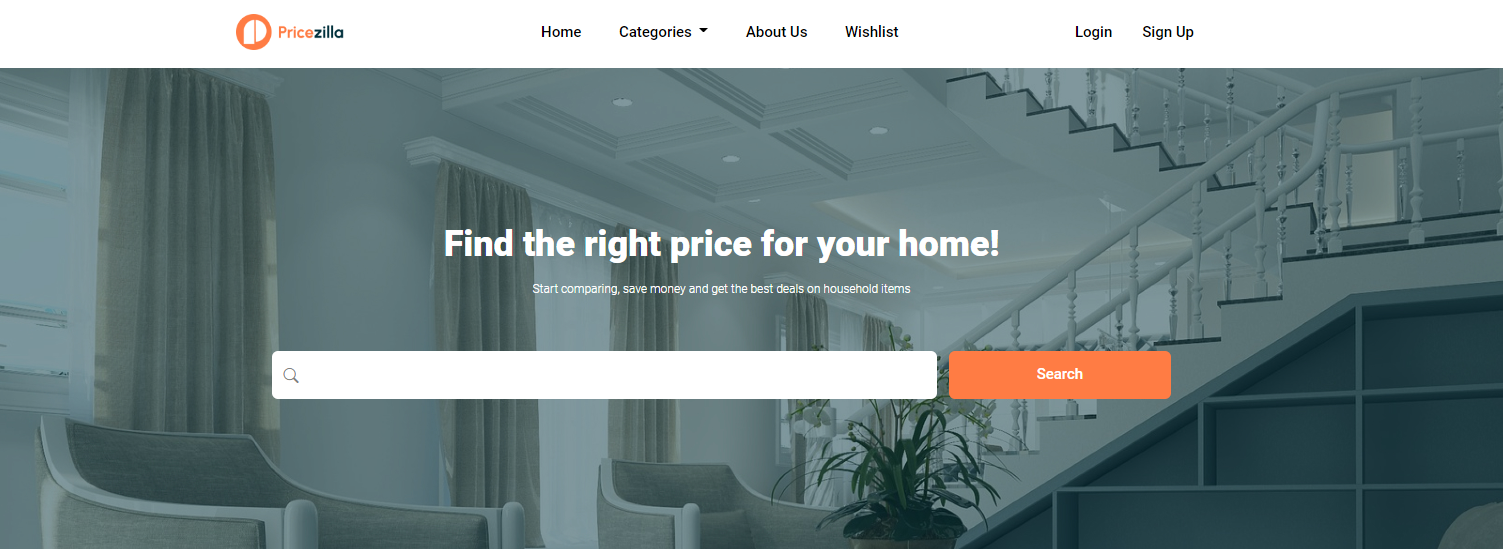 Pricezilla
Home Categories About Us Wishlist Login Sign Up
Find the right price for your home!
Start comparing, save money and get the best deals on household items
Search